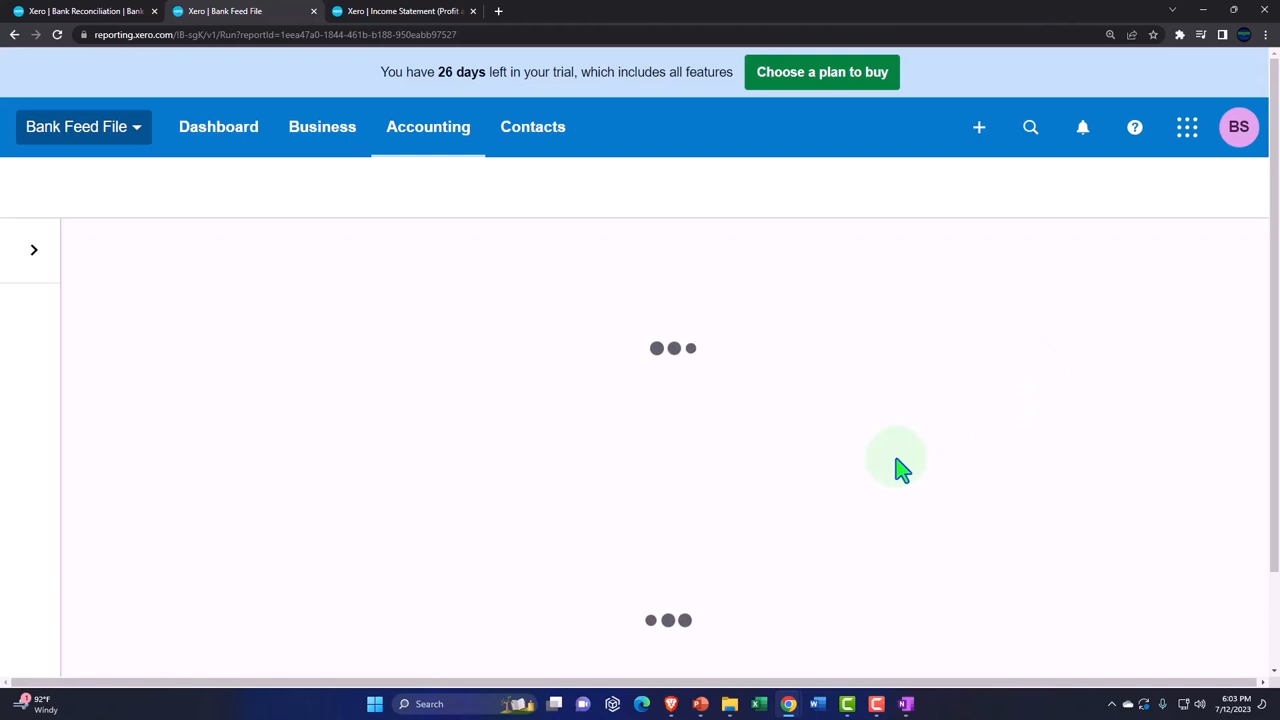 Xero | Bank Reconciliation | Bank
Xero | Bank Feed File
Xero | Income Statement (Profit a
reporting.xero.com/!B-sgK/v1/Run?reportId=1eea47a0-1844-461b-b188-950eabb97527
You have 26 days left in your trial, which includes all features
Choose a plan to buy
Bank Feed File
Dashboard
Business
Accounting
Contacts
BS
1
92°F
Windy
Search
6:03 PM
7/12/2023